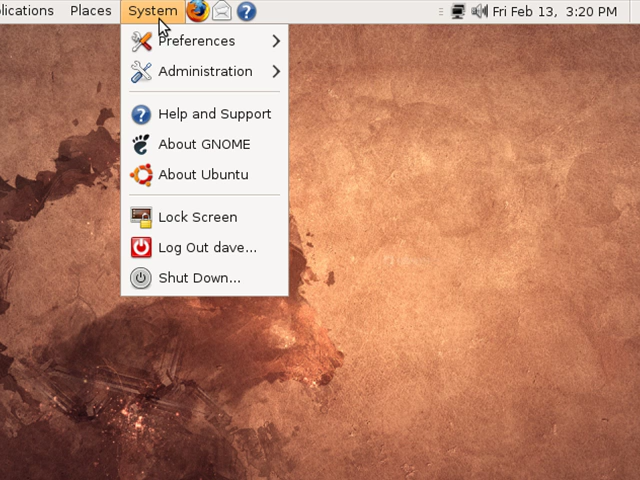 lications Places System Fri Feb 13, 3:20 PM
Preferences
Administration
Help and Support
About GNOME
About Ubuntu
Lock Screen
Log Out dave...
Shut Down...